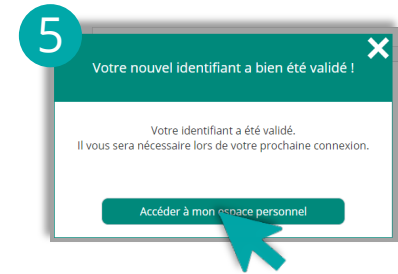 5
Votre nouvel identifiant a bien été validé !
Votre identifiant a été validé.
Il vous sera nécessaire lors de votre prochaine connexion.
Accéder à mon espace personnel